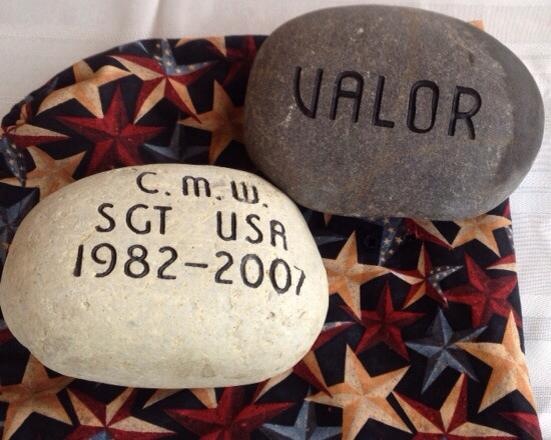 VALOR
C. M. W.
SGT USA
1982-2007